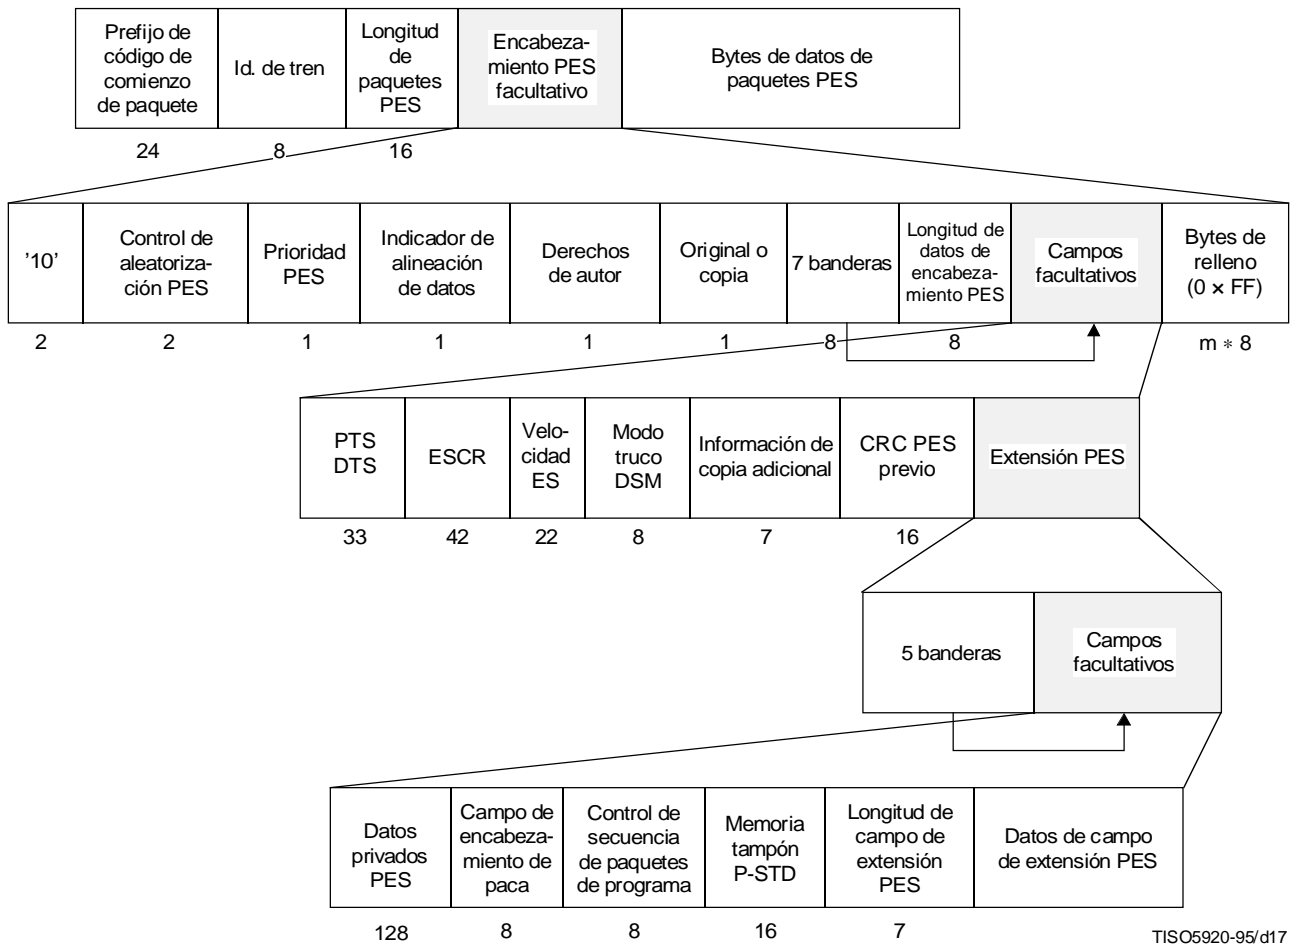 Prefijo de
código de
comienzo
de paquete
Id. de tren
Longitud
de
paquetes
PES
Encabeza-
miento PES
facultativo
Bytes de datos de
paquetes PES
24
8
16
'10'
Control de
aleatoriza-
ción PES
Prioridad
PES
Indicador de
alineación
de datos
Derechos
de autor
Original o
copia
7 banderas
Longitud de
datos de
encabeza-
miento PES
Campos
facultativos
Bytes de
relleno
(0 × FF)
2
2
1
1
1
1
8
8
m ∗ 8
PTS
DTS
ESCR
Velo-
cidad
ES
Modo
truco
DSM
Información de
copia adicional
CRC PES
previo
Extensión PES
33
42
22
8
7
16
5 banderas
Campos
facultativos
Datos
privados
PES
Campo de
encabeza-
miento de
paca
Control de
secuencia
de paquetes
de programa
Memoria
tampón
P-STD
Longitud de
campo de
extensión
PES
Datos de campo
de extensión PES
128
8
8
16
7
TISO5920-95/d17